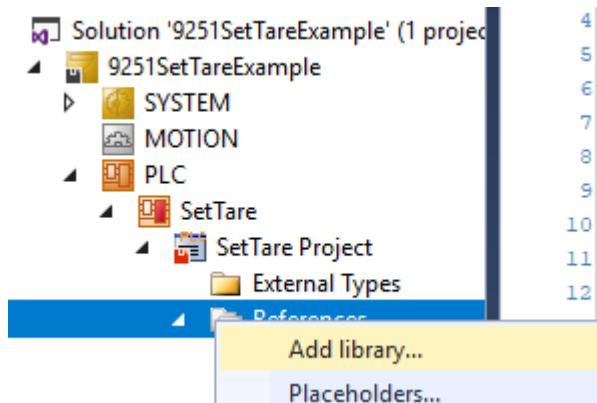 Solution '9251SetTareExample' (1 projec
9251SetTareExample
SYSTEM
MOTION
PLC
SetTare
SetTare Project
External Types
References
Add library...
Placeholders...
4
5
6
7
8
9
10
11
12